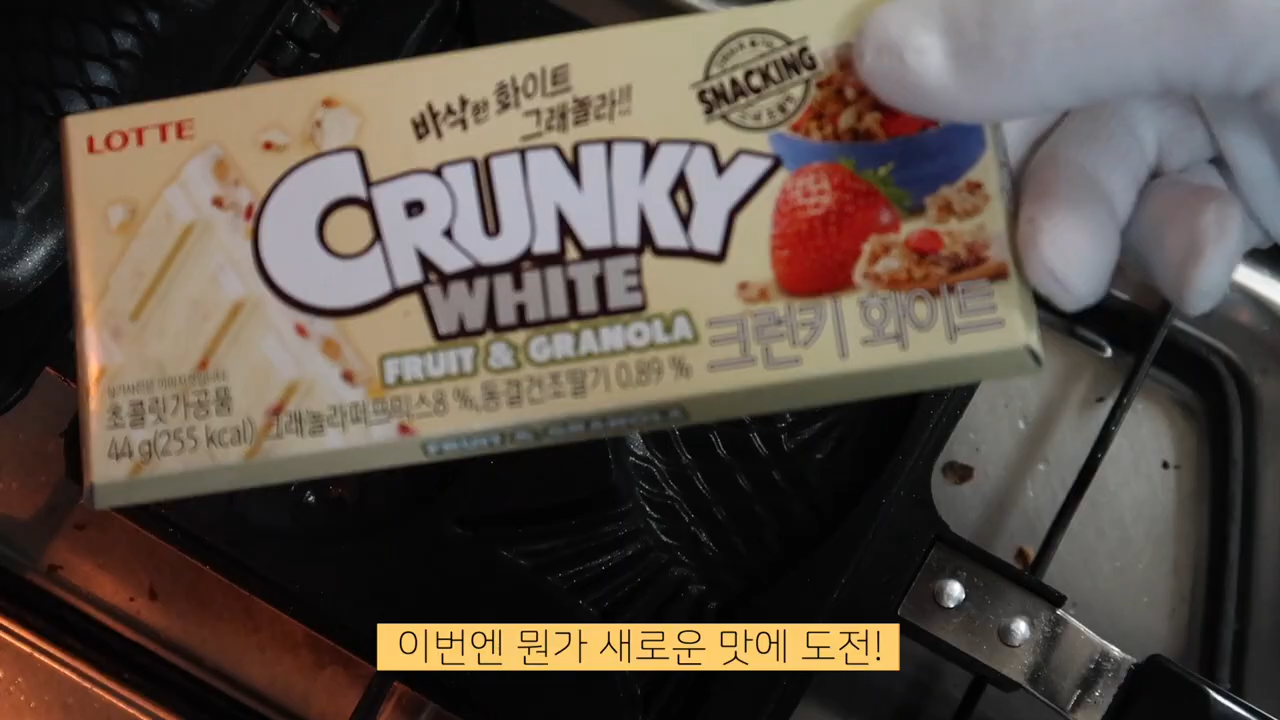 LOTTE
바삭한 화이트
그래놀라!!
SNACKING
CRUNKY
WHITE
FRUIT & GRANOLA
크런키 화이트
초콜릿가공품
44 g(255 kcal) 그래놀라퍼프믹스8 %,동결건조딸기 0.89 %
FRUIT & GRANOLA
이번엔 뭔가 새로운 맛에 도전!